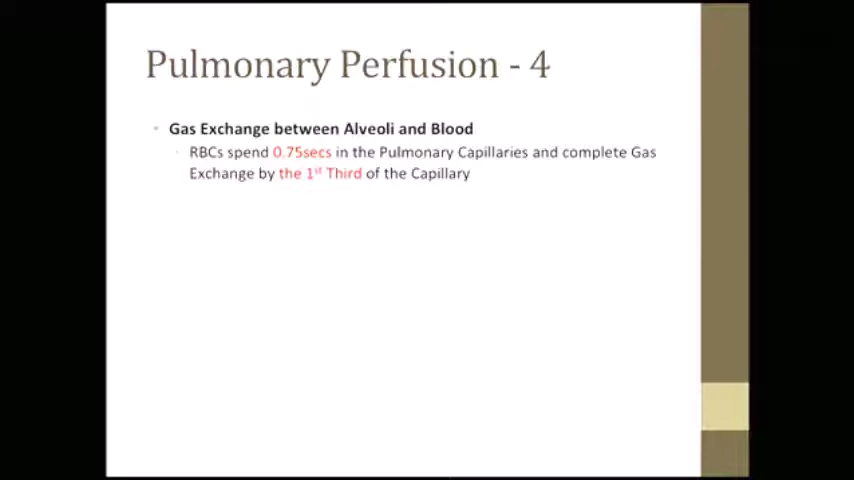 Pulmonary Perfusion - 4
Gas Exchange between Alveoli and Blood
RBCs spend 0.75secs in the Pulmonary Capillaries and complete Gas
Exchange by the 1st Third of the Capillary